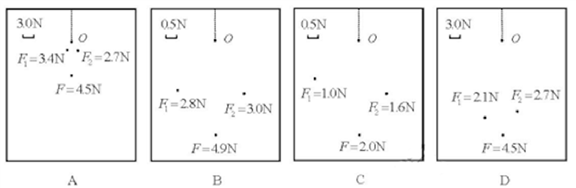 3.0N
O
F₁=3.4N F₂=2.7N
F=4.5N
A
0.5N
O
F₁=2.8N F₂=3.0N
F=4.9N
B
0.5N
O
F₁=1.0N F₂=1.6N
F=2.0N
C
3.0N
O
F₁=2.1N F₂=2.7N
F=4.5N
D